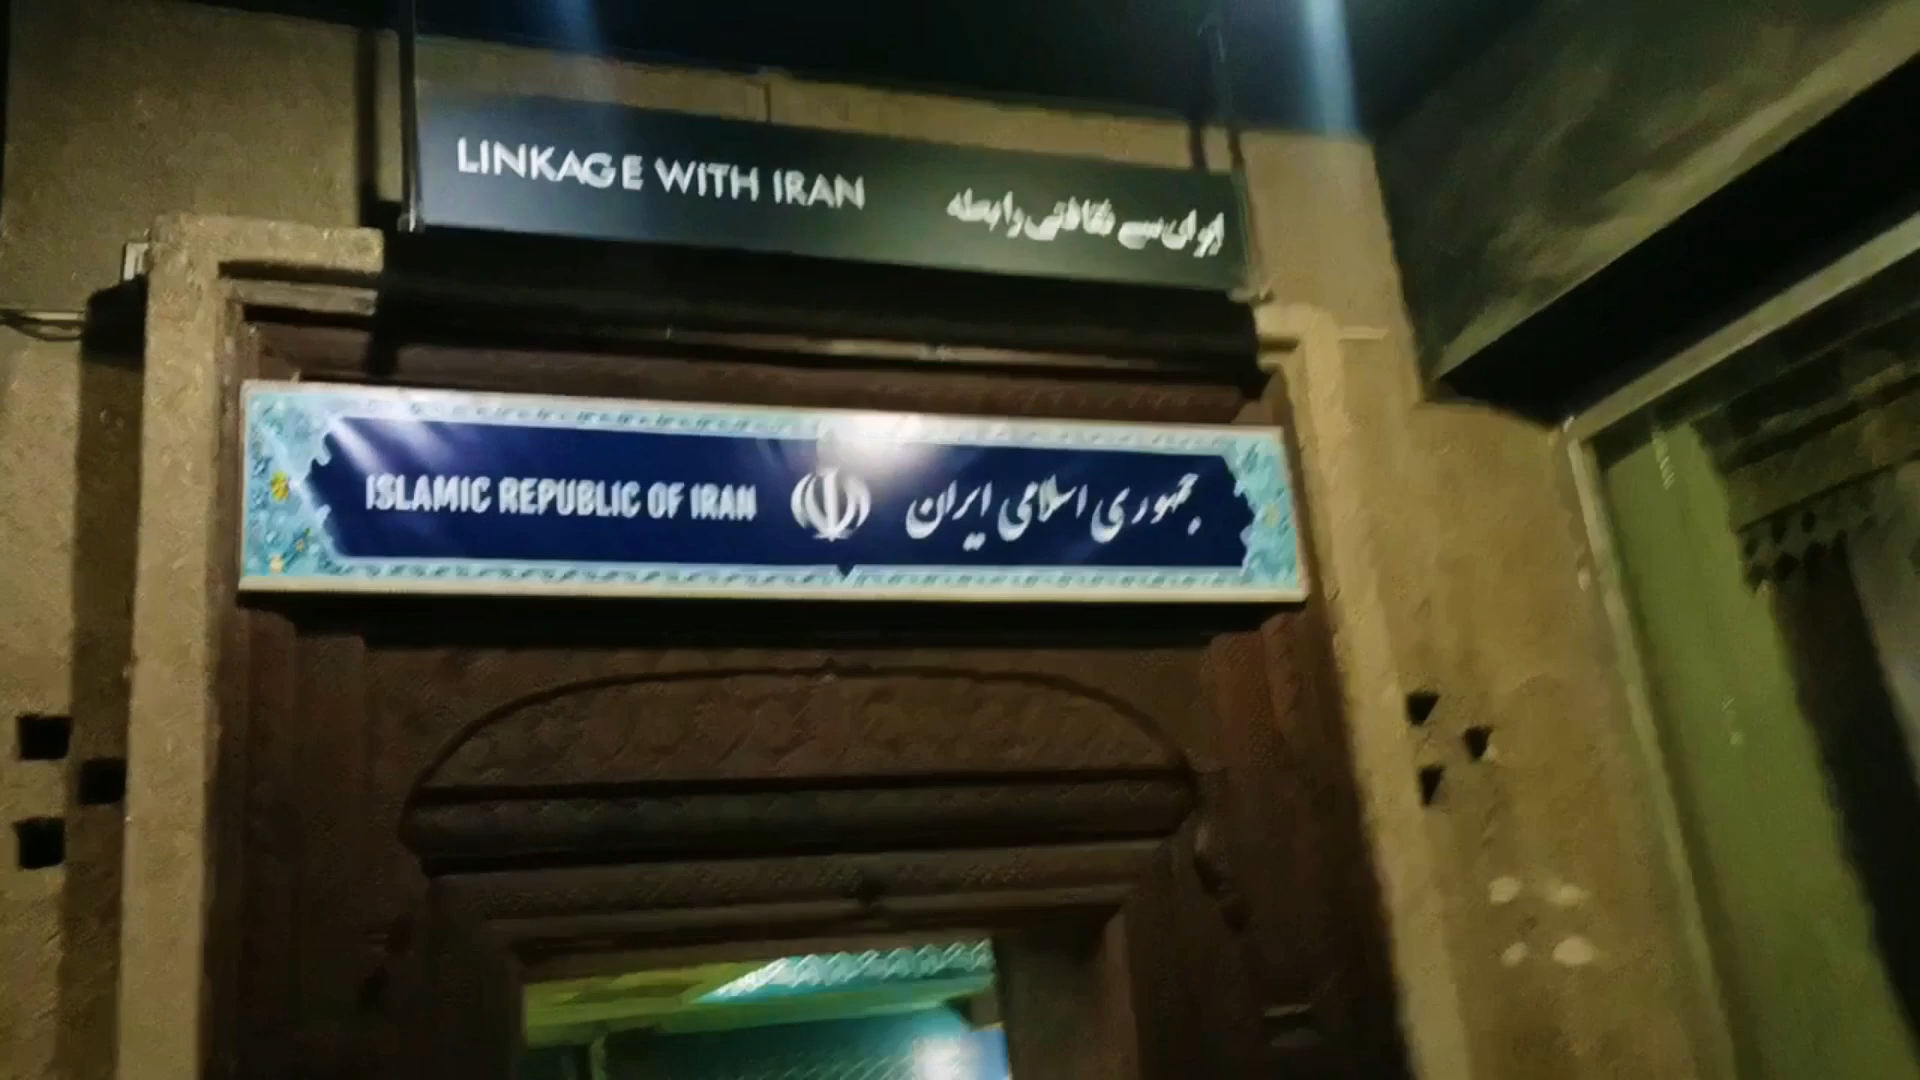 LINKAGE WITH IRAN
ایران سے ثقافتی رابطہ
ISLAMIC REPUBLIC OF IRAN
جمهوری اسلامی ایران